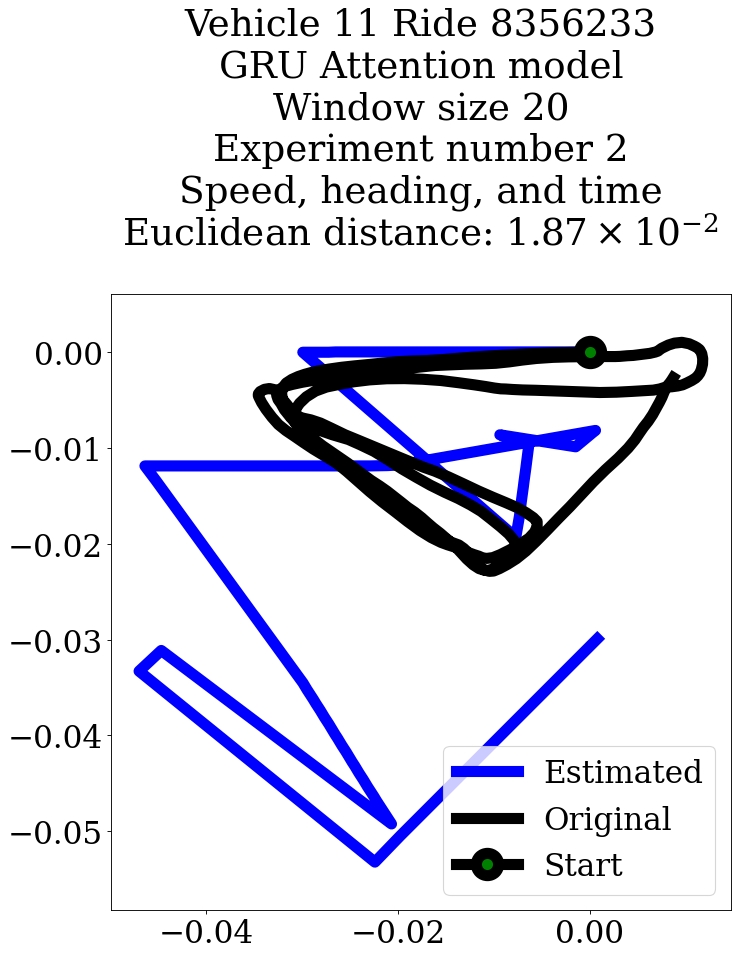 Vehicle 11 Ride 8356233
GRU Attention model
Window size 20
Experiment number 2
Speed, heading, and time
Euclidean distance: 1.87 × 10⁻²
0.00
−0.01
−0.02
−0.03
−0.04
−0.05
Estimated
Original
Start
−0.04
−0.02
0.00